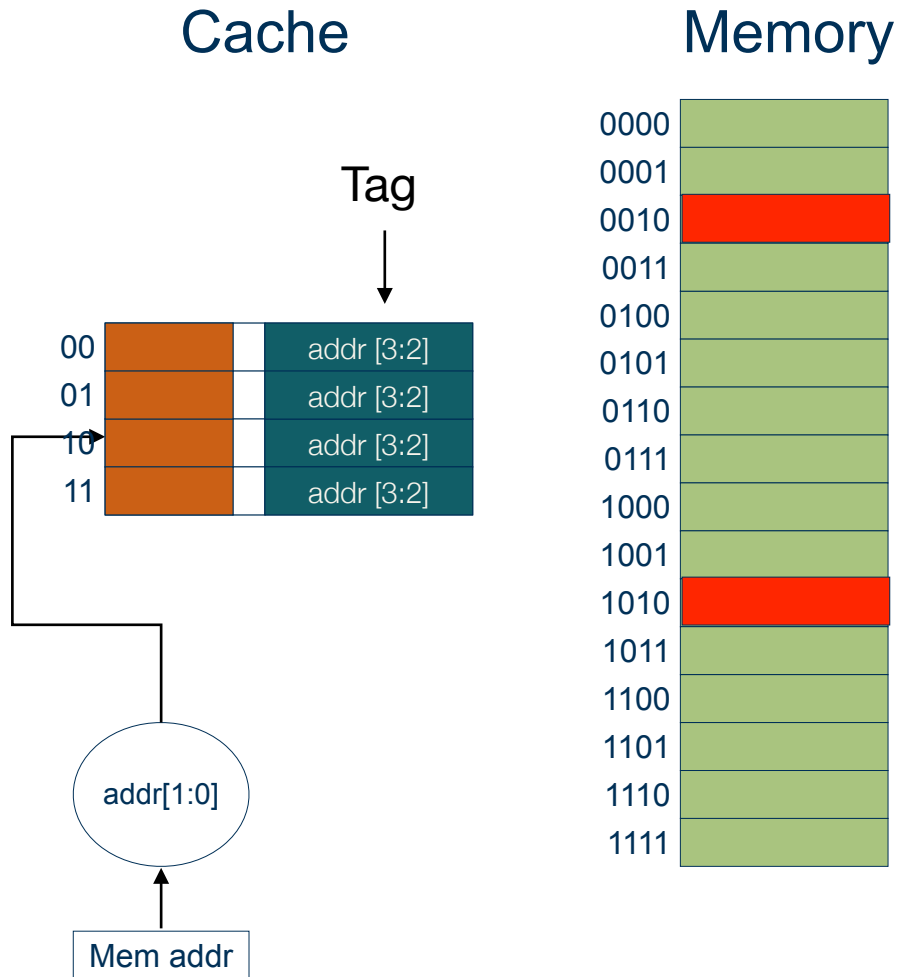 Cache
Memory
Tag
00 addr [3:2]
01 addr [3:2]
10 addr [3:2]
11 addr [3:2]
addr[1:0]
Mem addr
0000
0001
0010
0011
0100
0101
0110
0111
1000
1001
1010
1011
1100
1101
1110
1111